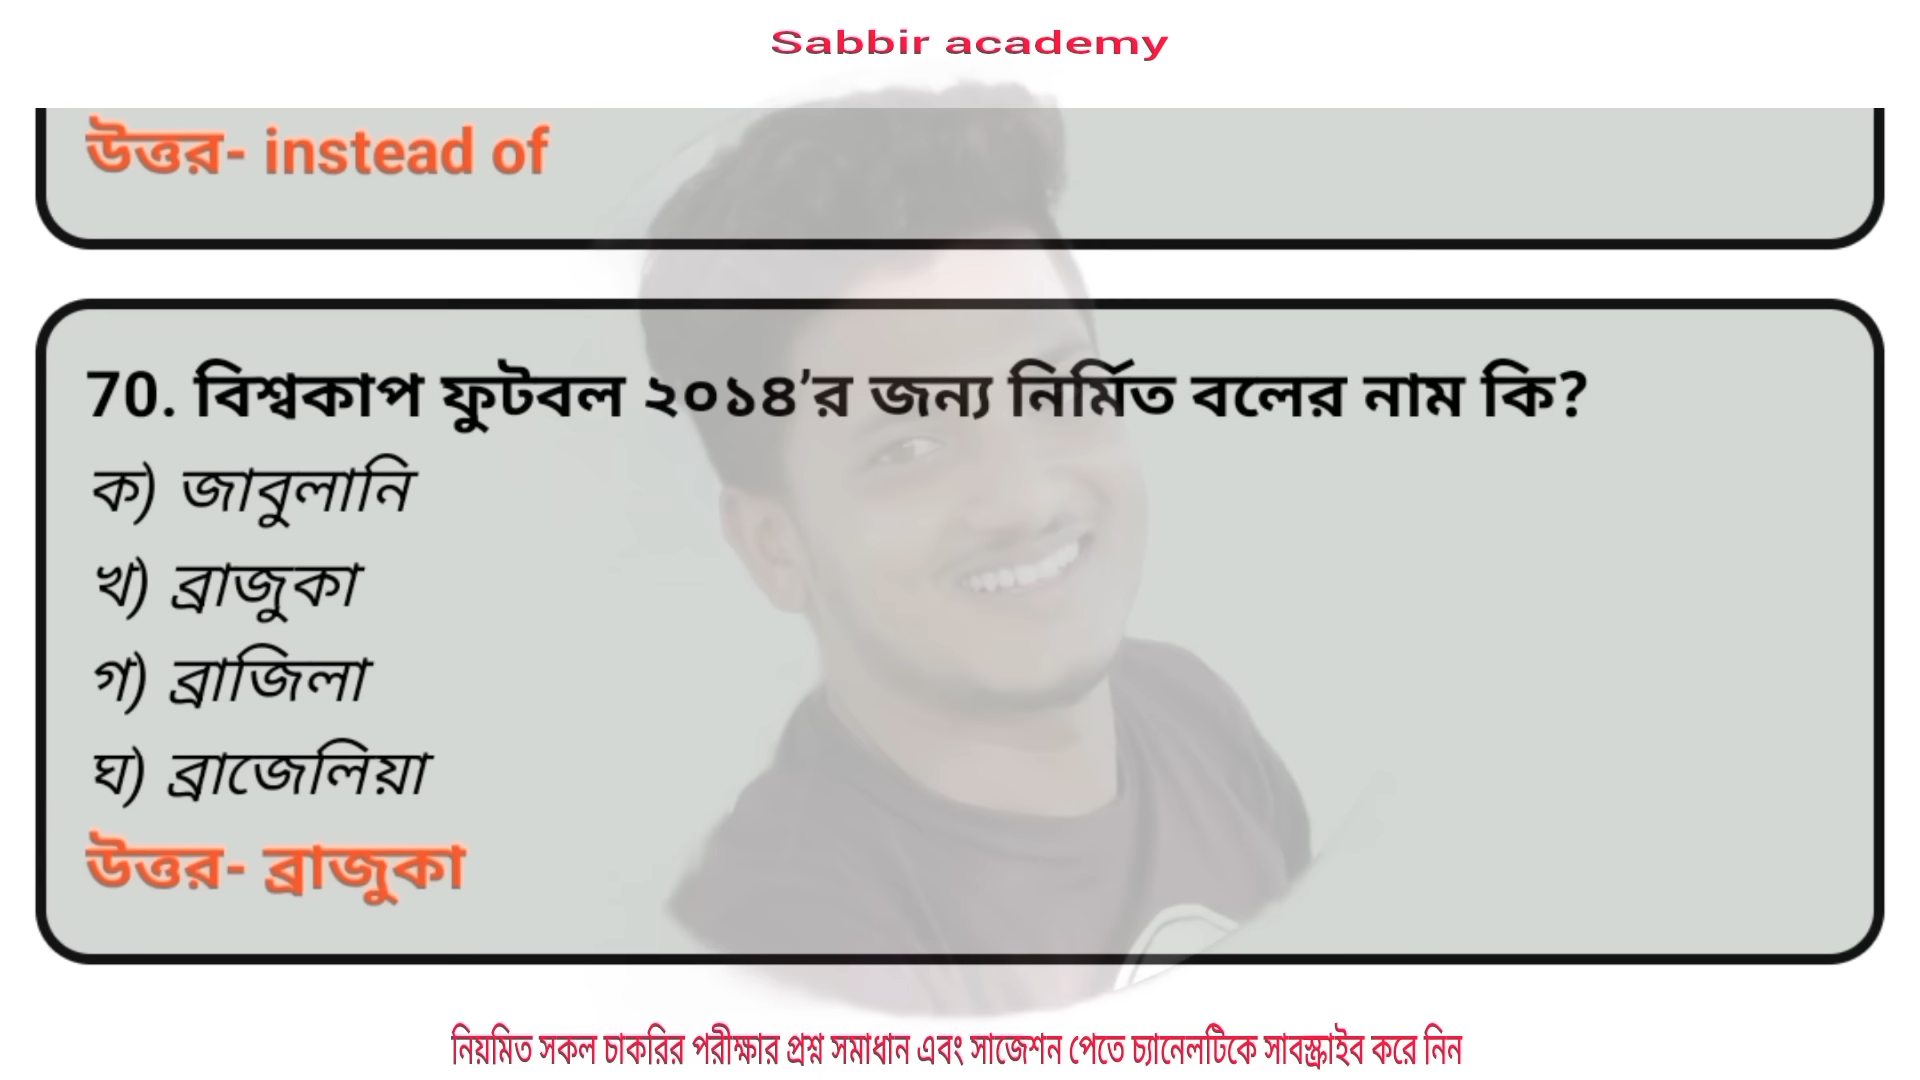 Sabbir academy
উত্তর- instead of
70. বিশ্বকাপ ফুটবল ২০১৪'র জন্য নির্মিত বলের নাম কি?
ক) জাবুলানি
খ) ব্রাজুকা
গ) ব্রাজিলা
ঘ) ব্রাজেলিয়া
উত্তর- ব্রাজুকা
নিয়মিত সকল চাকরির পরীক্ষার প্রশ্ন সমাধান এবং সাজেশন পেতে চ্যানেলটিকে সাবস্ক্রাইব করে নিন